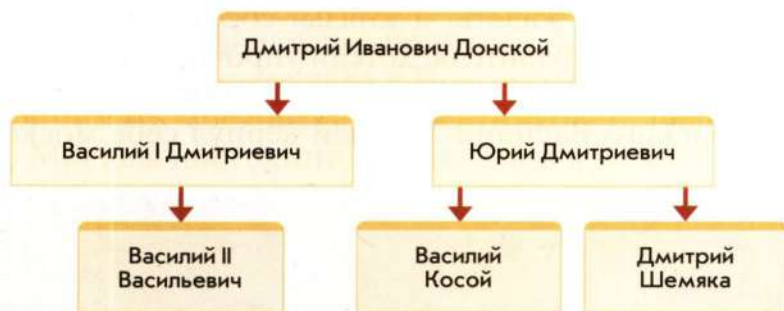 Дмитрий Иванович Донской
Василий I Дмитриевич
Юрий Дмитриевич
Василий II
Васильевич
Василий
Косой
Дмитрий
Шемяка